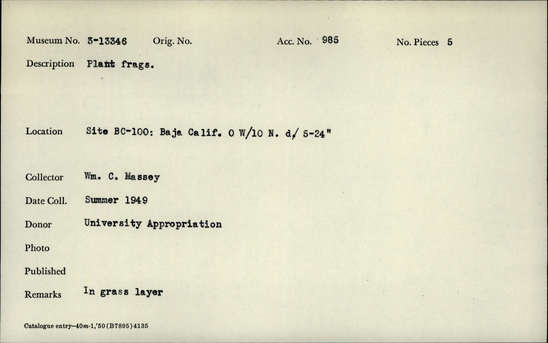 Museum No. 3-13346 Orig. No. Acc. No. 985 No. Pieces 5
Description Plant frags.
Location Site BC-100: Baja Calif. 0 W/10 N. d/ 5-24"
Collector Wm. C. Massey
Date Coll. Summer 1949
Donor University Appropriation
Photo
Published
Remarks In grass layer
Catalogue entry—40m-1,'50 (B7895) 4135